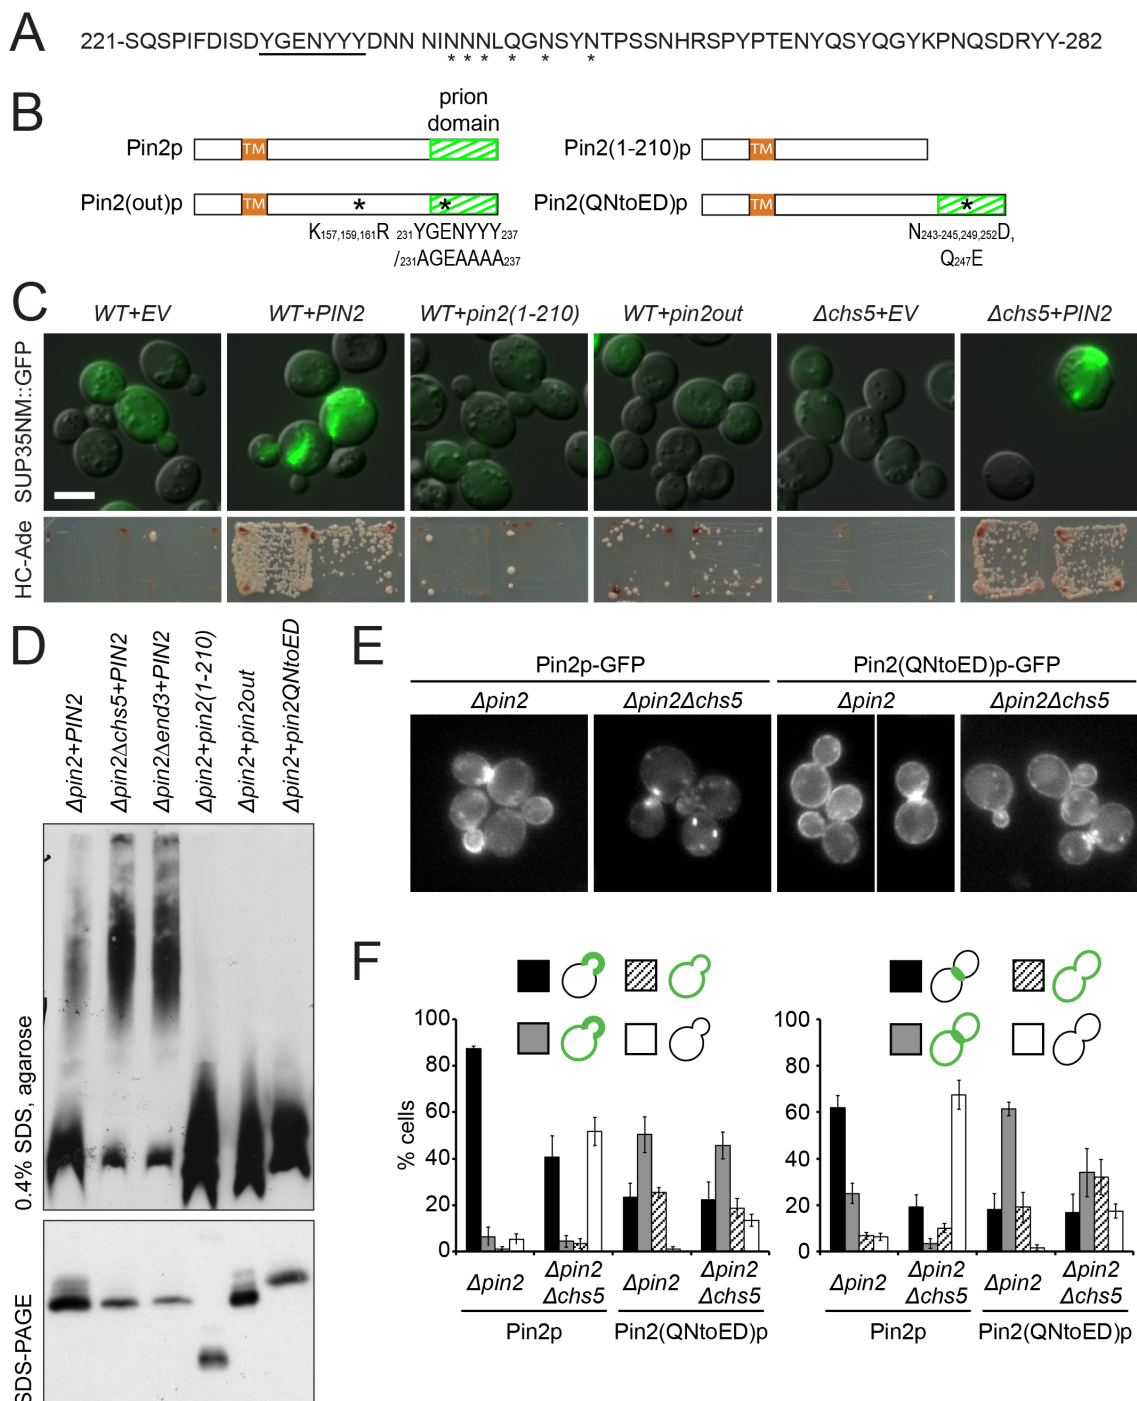 A
221-SQSPIFDISDYGENYYYDNN NINNNLQGNSYNTPSSNHRSPYPTENYQSYQGYKPNQSDRYY-282
* * * * * *
B
prion
domain
Pin2p
TM
Pin2(1-210)p
TM
Pin2(out)p
TM
* *
K157,159,161R 231YGENYYY237
/231AGEAAAA237
Pin2(QNtoED)p
TM
*
N243-245,249,252D,
Q247E
C
WT+EV WT+PIN2 WT+pin2(1-210) WT+pin2out Δchs5+EV Δchs5+PIN2
SUP35NM::GFP
HC-Ade
D
Δpin2+PIN2
Δpin2Δchs5+PIN2
Δpin2Δend3+PIN2
Δpin2+pin2(1-210)
Δpin2+pin2out
Δpin2+pin2QNtoED
0.4% SDS, agarose
SDS-PAGE
E
Pin2p-GFP Pin2(QNtoED)p-GFP
Δpin2 Δpin2Δchs5 Δpin2 Δpin2Δchs5
F
% cells
100
80
60
40
20
0
Δpin2 Δpin2 Δpin2 Δpin2
Δchs5 Δchs5
Pin2p Pin2(QNtoED)p
100
80
60
40
20
0
Δpin2 Δpin2 Δpin2 Δpin2
Δchs5 Δchs5
Pin2p Pin2(QNtoED)p